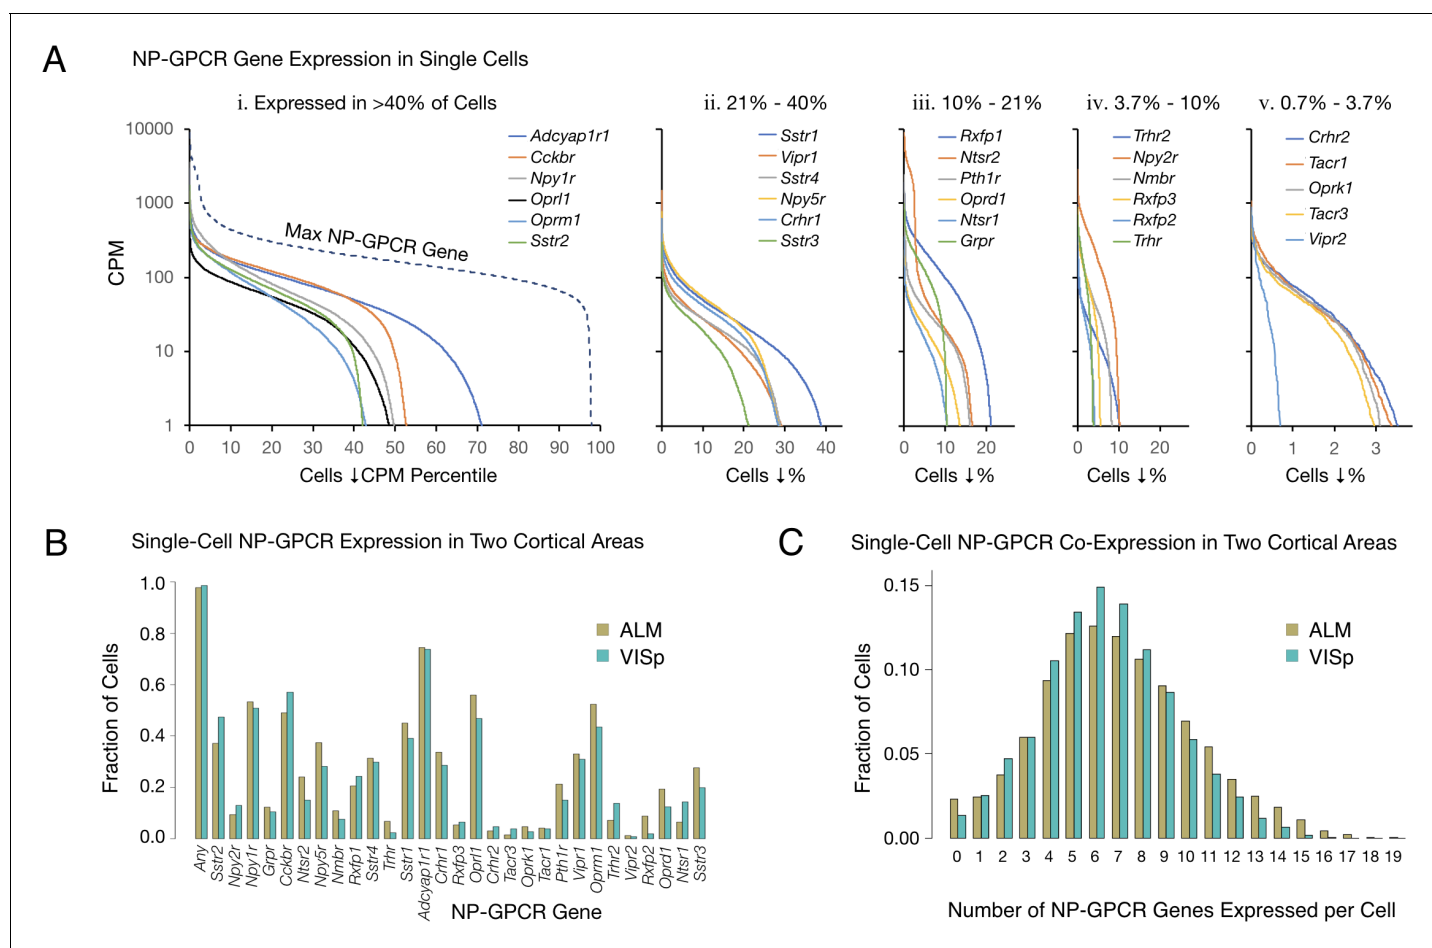 A
NP-GPCR Gene Expression in Single Cells
i. Expressed in >40% of Cells
CPM
10000
1000
100
10
1
Adcyap1r1
Cckbr
Npy1r
Oprl1
Oprm1
Sstr2
Max NP-GPCR Gene
0 10 20 30 40 50 60 70 80 90 100
Cells ↓CPM Percentile
ii. 21% - 40%
Sstr1
Vipr1
Sstr4
Npy5r
Crhr1
Sstr3
0 10 20 30 40
Cells ↓%
iii. 10% - 21%
Rxfp1
Ntsr2
Pth1r
Oprd1
Ntsr1
Grpr
0 10 20
Cells ↓%
iv. 3.7% - 10%
Trhr2
Npy2r
Nmbr
Rxfp3
Rxfp2
Trhr
0 10 20
Cells ↓%
v. 0.7% - 3.7%
Crhr2
Tacr1
Oprk1
Tacr3
Vipr2
0 1 2 3
Cells ↓%
B
Single-Cell NP-GPCR Expression in Two Cortical Areas
Fraction of Cells
1.0
0.8
0.6
0.4
0.2
0.0
ALM
VISp
Any
Sstr2
Npy2r
Npy1r
Grpr
Cckbr
Ntsr2
Npy5r
Nmbr
Rxfp1
Sstr4
Trhr
Sstr1
Adcyap1r1
Crhr1
Rxfp3
Oprl1
Crhr2
Tacr3
Oprk1
Tacr1
Pth1r
Vipr1
Oprm1
Trhr2
Vipr2
Rxfp2
Oprd1
Ntsr1
Sstr3
NP-GPCR Gene
C
Single-Cell NP-GPCR Co-Expression in Two Cortical Areas
Fraction of Cells
0.15
0.10
0.05
0.00
ALM
VISp
0 1 2 3 4 5 6 7 8 9 10 11 12 13 14 15 16 17 18 19
Number of NP-GPCR Genes Expressed per Cell